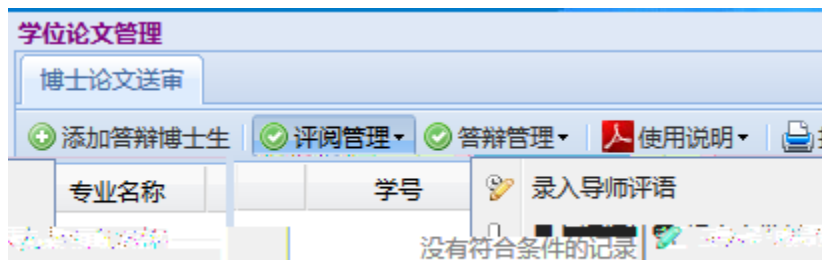 学位论文管理
博士论文送审
添加答辩博士生 评阅管理 答辩管理 使用说明
专业名称 学号 录入导师评语
没有符合条件的记录